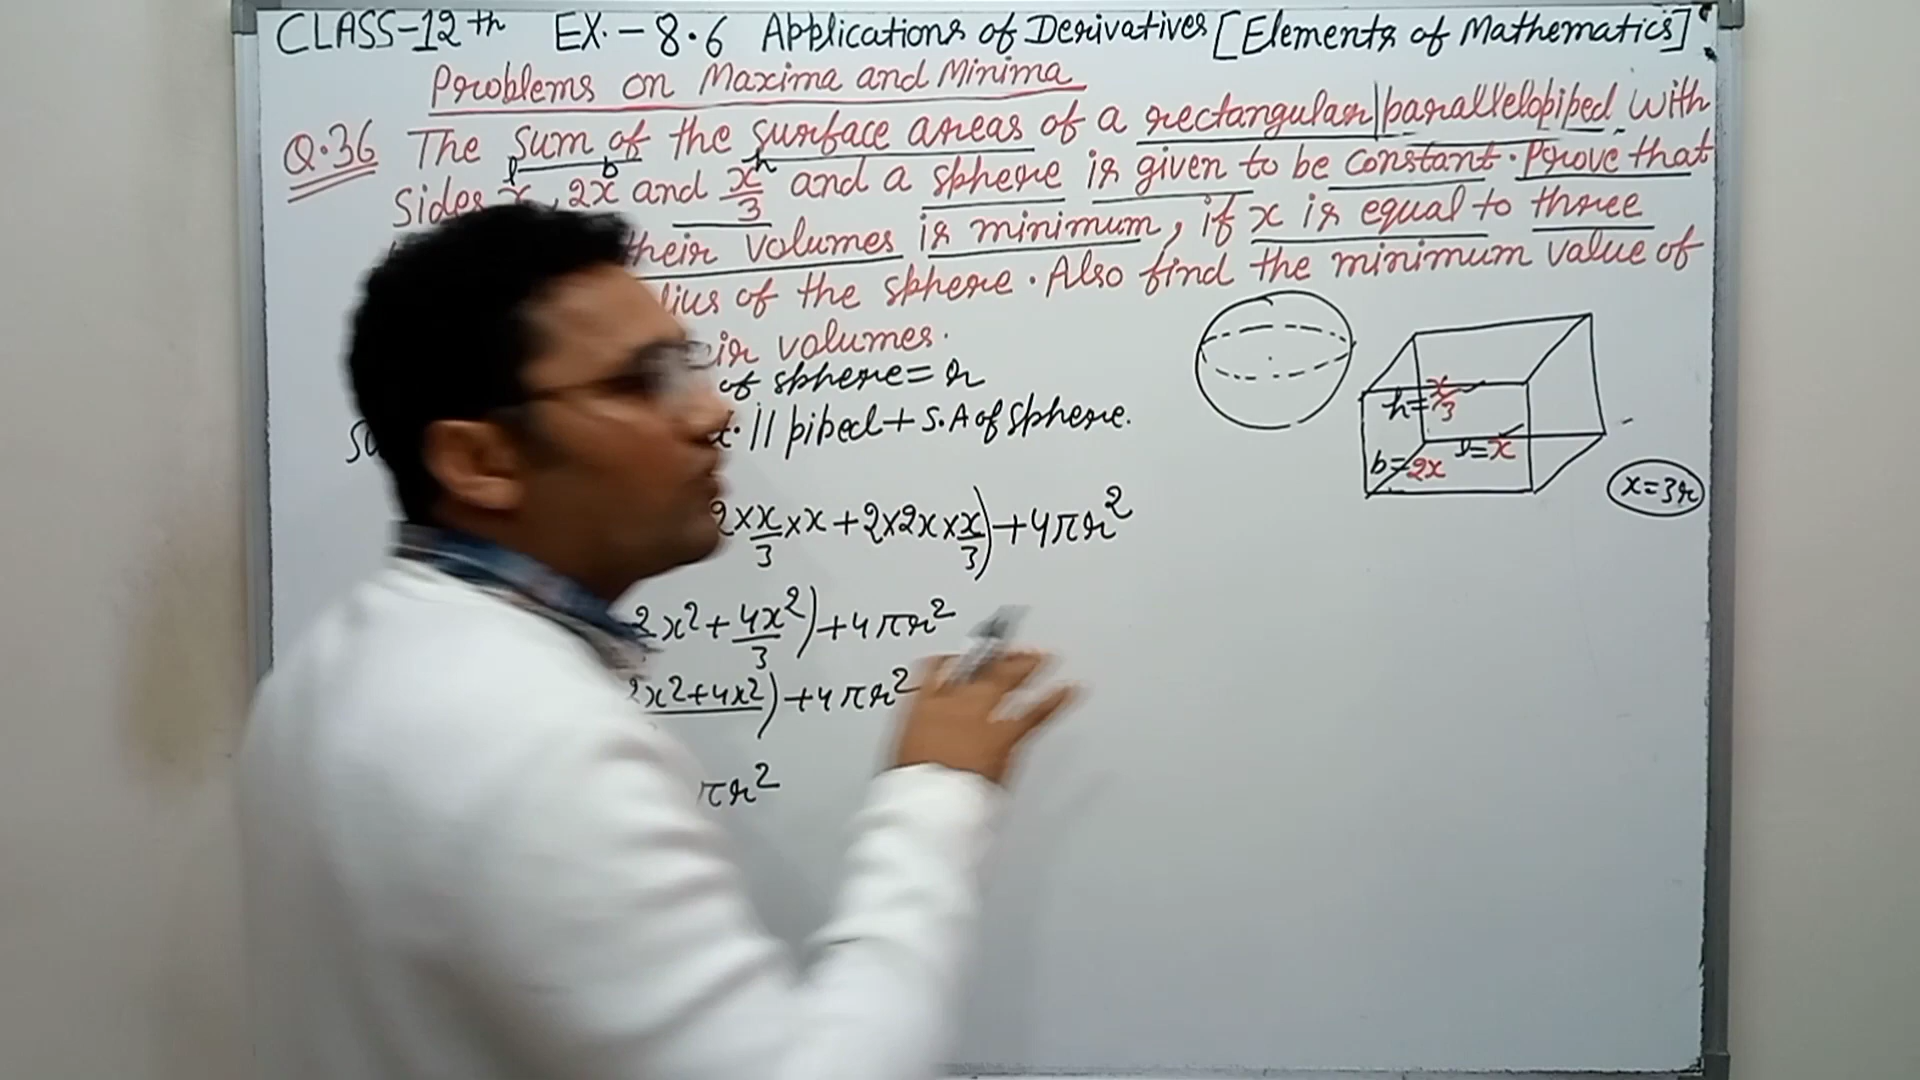 CLASS-12th EX.-8.6 Applications of Derivatives [Elements of Mathematics]
Problems on Maxima and Minima
Q.36 The sum of the surface areas of a rectangular parallelopiped with
l b h
sides x, 2x and x/3 and a sphere is given to be constant. Prove that
their volumes is minimum, if x is equal to three
of the sphere. Also find the minimum value of
volumes.
of sphere = r
// piped + S.A of sphere.
h = x/3
l = x
b = 2x
x = 3r
2 × x/3 × x + 2 × 2x × x/3) + 4πr²
2x² + 4x²/3) + 4πr²
2x² + 4x²) + 4πr²
πr²